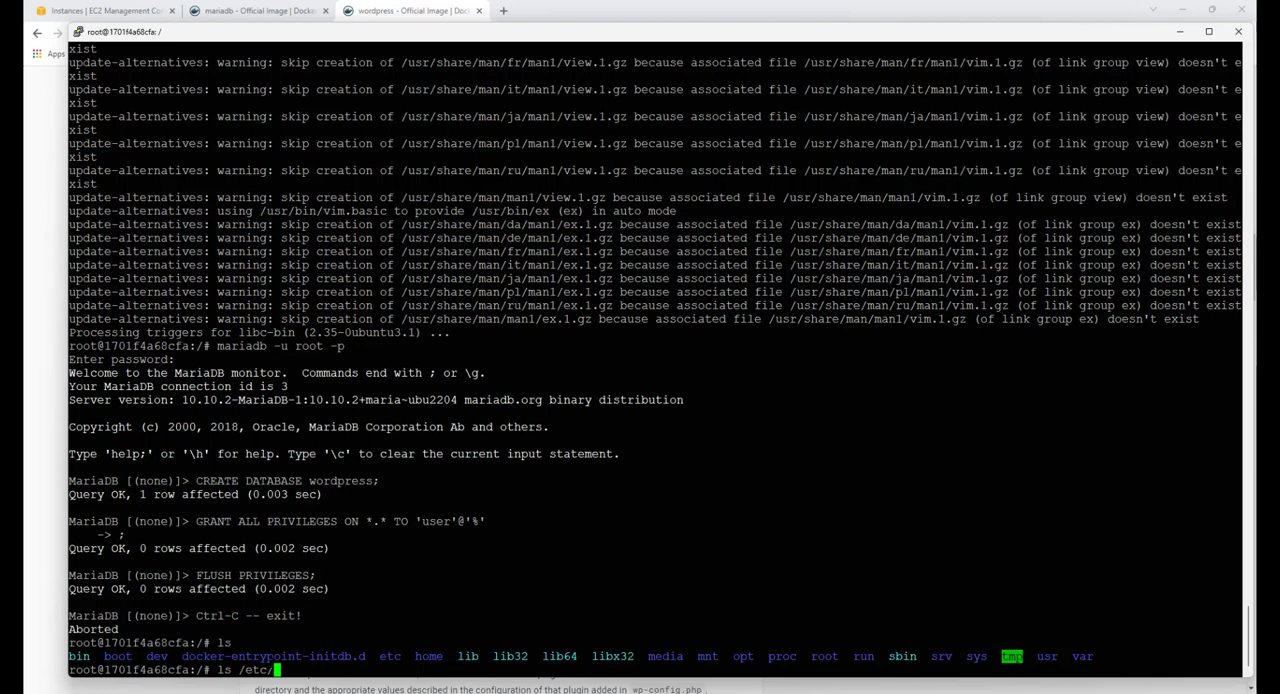 Instances | EC2 Management Con
mariadb - Official Image | Docke
wordpress - Official Image | Doc
root@1701f4a68cfa: /
Apps
xist
update-alternatives: warning: skip creation of /usr/share/man/fr/man1/view.1.gz because associated file /usr/share/man/fr/man1/vim.1.gz (of link group view) doesn't e
xist
update-alternatives: warning: skip creation of /usr/share/man/it/man1/view.1.gz because associated file /usr/share/man/it/man1/vim.1.gz (of link group view) doesn't e
xist
update-alternatives: warning: skip creation of /usr/share/man/ja/man1/view.1.gz because associated file /usr/share/man/ja/man1/vim.1.gz (of link group view) doesn't e
xist
update-alternatives: warning: skip creation of /usr/share/man/pl/man1/view.1.gz because associated file /usr/share/man/pl/man1/vim.1.gz (of link group view) doesn't e
xist
update-alternatives: warning: skip creation of /usr/share/man/ru/man1/view.1.gz because associated file /usr/share/man/ru/man1/vim.1.gz (of link group view) doesn't e
xist
update-alternatives: warning: skip creation of /usr/share/man/man1/view.1.gz because associated file /usr/share/man/man1/vim.1.gz (of link group view) doesn't exist
update-alternatives: using /usr/bin/vim.basic to provide /usr/bin/ex (ex) in auto mode
update-alternatives: warning: skip creation of /usr/share/man/da/man1/ex.1.gz because associated file /usr/share/man/da/man1/vim.1.gz (of link group ex) doesn't exist
update-alternatives: warning: skip creation of /usr/share/man/de/man1/ex.1.gz because associated file /usr/share/man/de/man1/vim.1.gz (of link group ex) doesn't exist
update-alternatives: warning: skip creation of /usr/share/man/fr/man1/ex.1.gz because associated file /usr/share/man/fr/man1/vim.1.gz (of link group ex) doesn't exist
update-alternatives: warning: skip creation of /usr/share/man/it/man1/ex.1.gz because associated file /usr/share/man/it/man1/vim.1.gz (of link group ex) doesn't exist
update-alternatives: warning: skip creation of /usr/share/man/ja/man1/ex.1.gz because associated file /usr/share/man/ja/man1/vim.1.gz (of link group ex) doesn't exist
update-alternatives: warning: skip creation of /usr/share/man/pl/man1/ex.1.gz because associated file /usr/share/man/pl/man1/vim.1.gz (of link group ex) doesn't exist
update-alternatives: warning: skip creation of /usr/share/man/ru/man1/ex.1.gz because associated file /usr/share/man/ru/man1/vim.1.gz (of link group ex) doesn't exist
update-alternatives: warning: skip creation of /usr/share/man/man1/ex.1.gz because associated file /usr/share/man/man1/vim.1.gz (of link group ex) doesn't exist
Processing triggers for libc-bin (2.35-0ubuntu3.1) ...
root@1701f4a68cfa:/# mariadb -u root -p
Enter password:
Welcome to the MariaDB monitor.  Commands end with ; or \g.
Your MariaDB connection id is 3
Server version: 10.10.2-MariaDB-1:10.10.2+maria~ubu2204 mariadb.org binary distribution
Copyright (c) 2000, 2018, Oracle, MariaDB Corporation Ab and others.
Type 'help;' or '\h' for help. Type '\c' to clear the current input statement.
MariaDB [(none)]> CREATE DATABASE wordpress;
Query OK, 1 row affected (0.003 sec)
MariaDB [(none)]> GRANT ALL PRIVILEGES ON *.* TO 'user'@'%'
-> ;
Query OK, 0 rows affected (0.002 sec)
MariaDB [(none)]> FLUSH PRIVILEGES;
Query OK, 0 rows affected (0.002 sec)
MariaDB [(none)]> Ctrl-C -- exit!
Aborted
root@1701f4a68cfa:/# ls
bin boot dev docker-entrypoint-initdb.d etc home lib lib32 lib64 libx32 media mnt opt proc root run sbin srv sys tmp usr var
root@1701f4a68cfa:/# ls /etc/
directory and the appropriate values described in the configuration of that plugin added in wp-config.php,